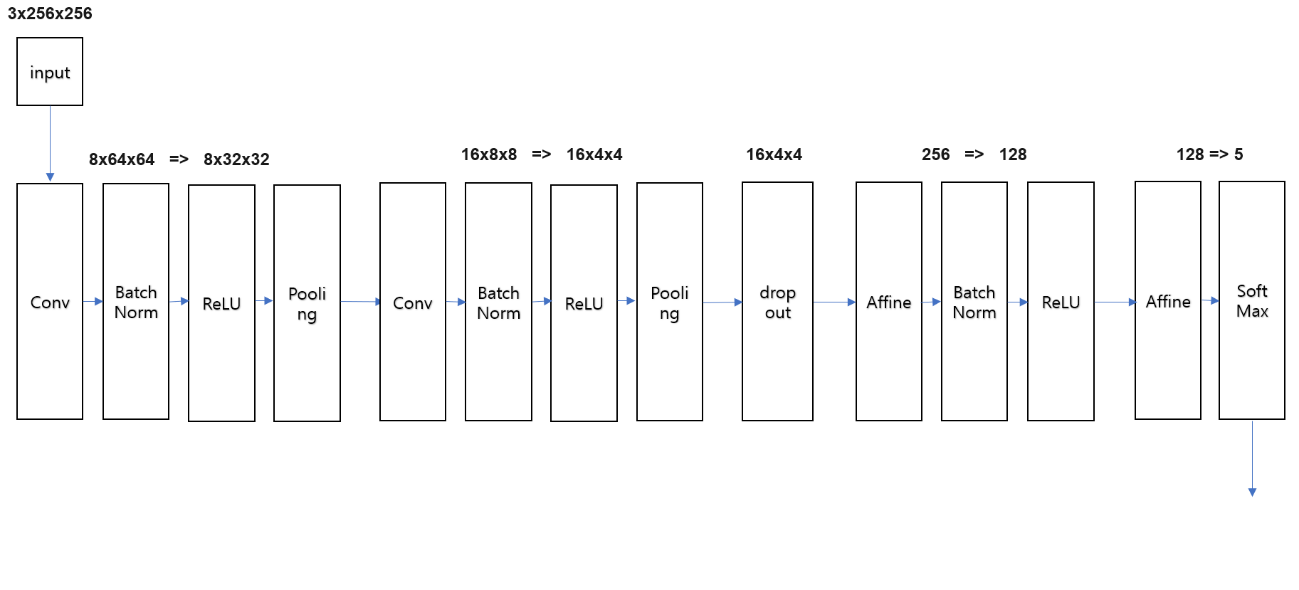 3x256x256
input
8x64x64 => 8x32x32
16x8x8 => 16x4x4
16x4x4
256 => 128
128 => 5
Conv
Batch
Norm
ReLU
Pooli
ng
Conv
Batch
Norm
ReLU
Pooli
ng
drop
out
Affine
Batch
Norm
ReLU
Affine
Soft
Max